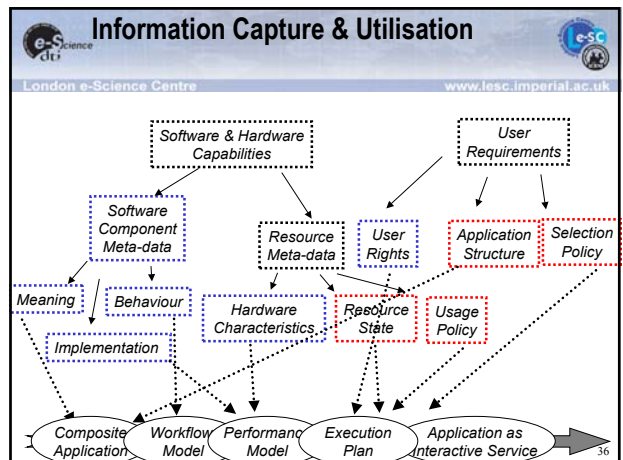 Information Capture & Utilisation
e-Science
dti
e-SC
London e-Science Centre
www.lesc.imperial.ac.uk
Software & Hardware
Capabilities
User
Requirements
Software
Component
Meta-data
Resource
Meta-data
User
Rights
Application
Structure
Selection
Policy
Meaning
Behaviour
Implementation
Hardware
Characteristics
Resource
State
Usage
Policy
Composite
Application
Workflow
Model
Performanc
Model
Execution
Plan
Application as
Interactive Service
36